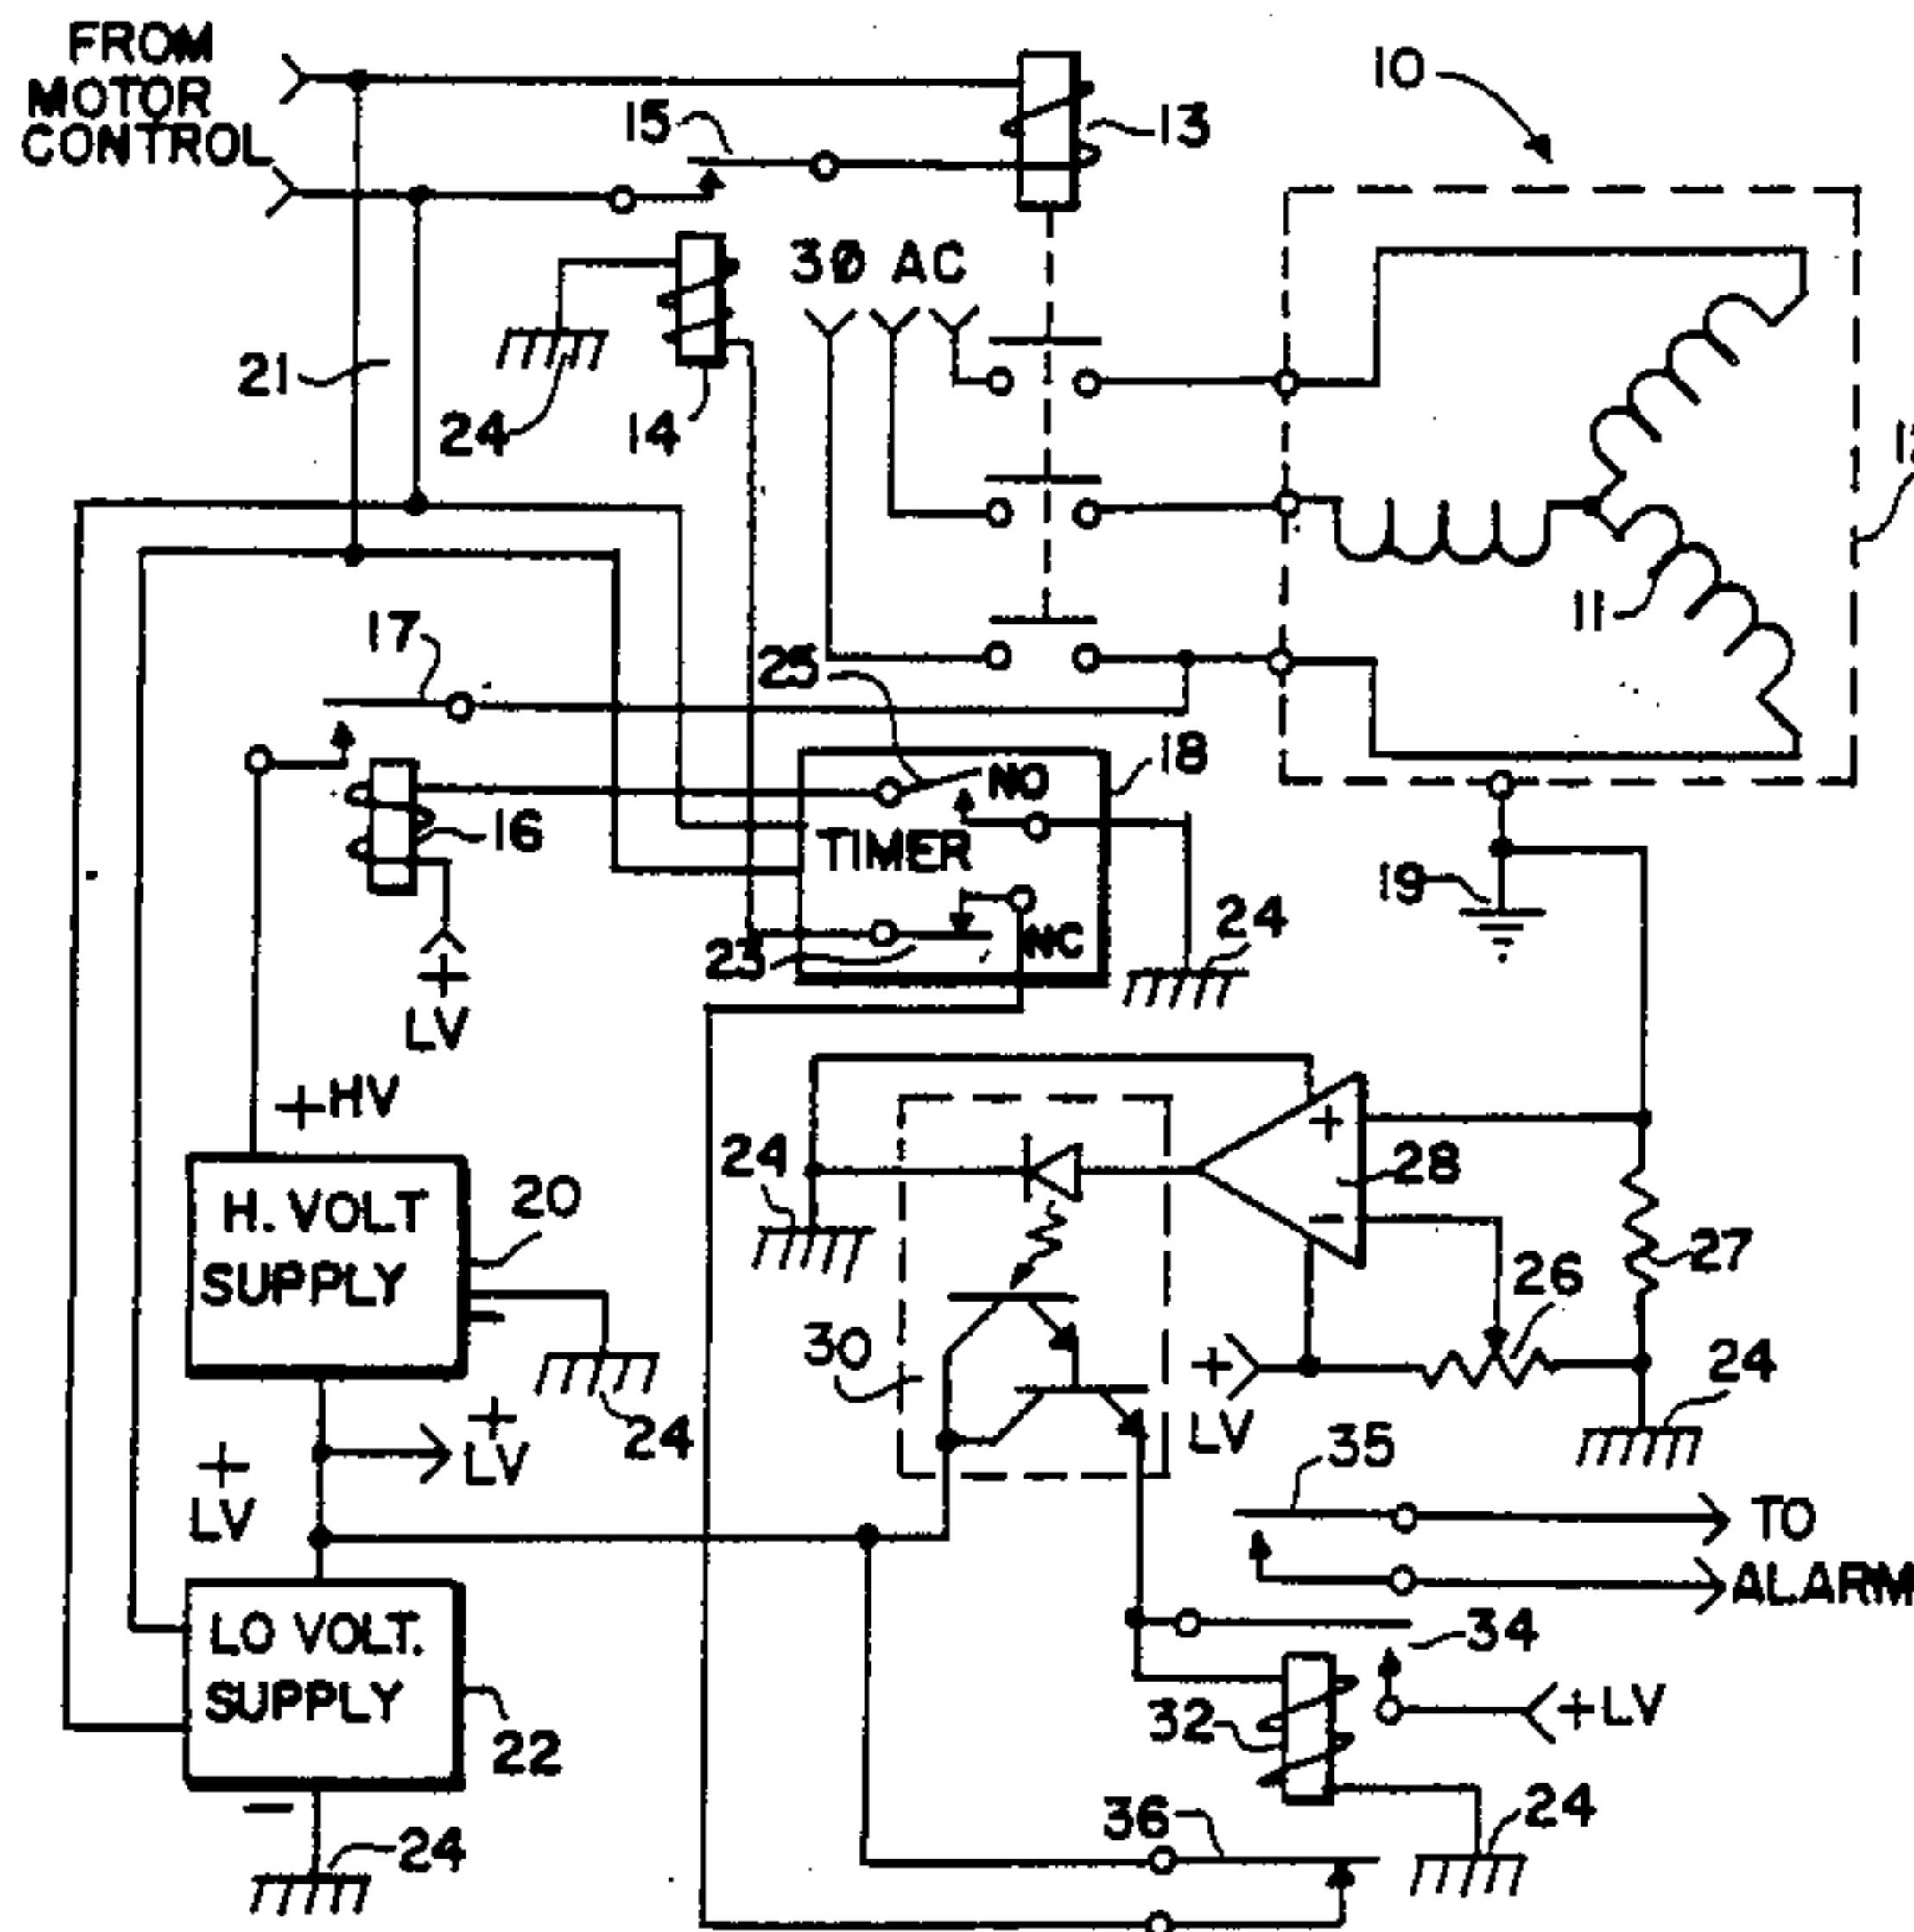 FROM
MOTOR
CONTROL
15
13
10
30 AC
21
24
14
11
17
25
NO
18
16
TIMER
19
24
23
NC
+
LV
+HV
24
+
28
H. VOLT
SUPPLY
20
-
27
26
30
+
LV
24
-
24
+
LV
+
LV
35
TO
ALARM
LO VOLT.
SUPPLY
34
32
+LV
22
-
24
36
24